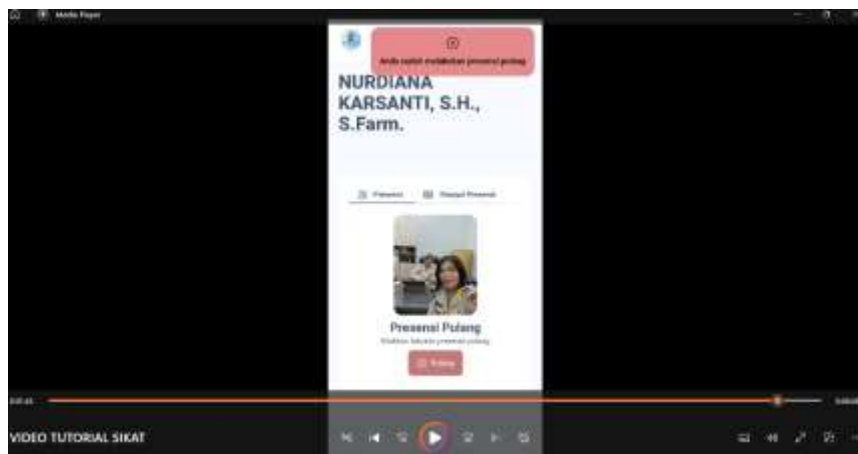 Media Player
Anda sudah melakukan presensi pulang
NURDIANA
KARSANTI, S.H.,
S.Farm.
Presensi
Riwayat Presensi
Presensi Pulang
Silahkan lakukan presensi pulang
Pulang
VIDEO TUTORIAL SIKAT